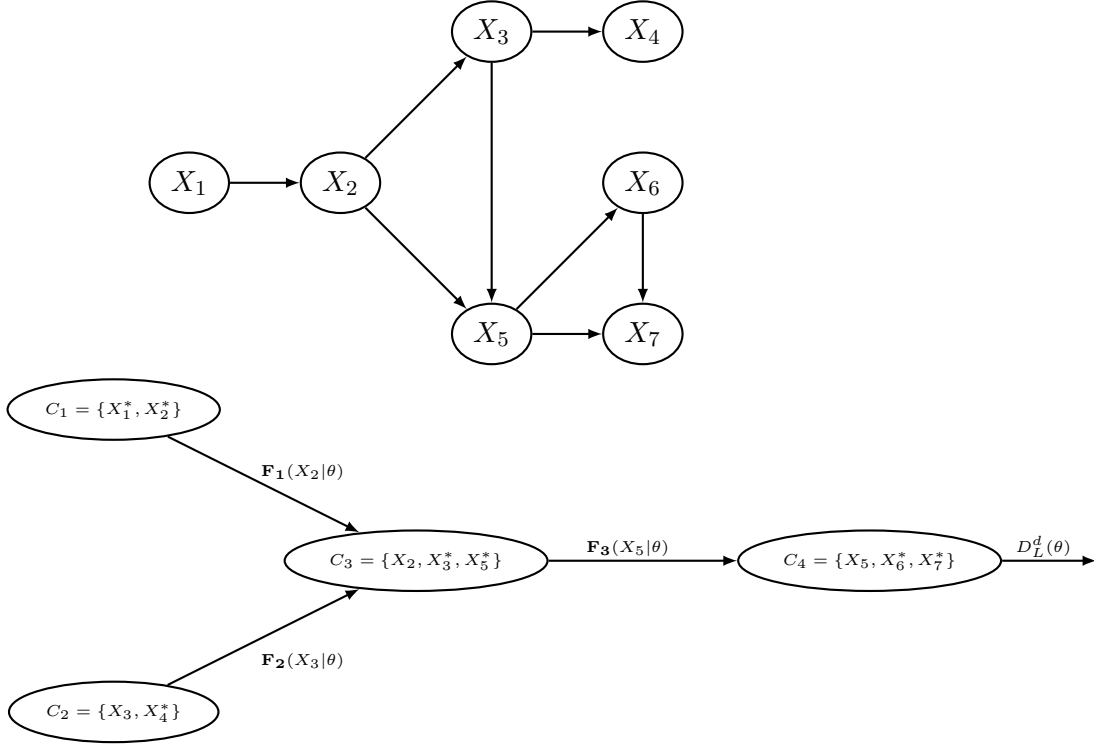 X₃
X₄
X₁
X₂
X₆
X₅
X₇
C₁ = {X₁*, X₂*}
F₁(X₂|θ)
C₃ = {X₂, X₃*, X₅*}
F₃(X₅|θ)
C₄ = {X₅, X₆*, X₇*}
D_L^d(θ)
F₂(X₃|θ)
C₂ = {X₃, X₄*}